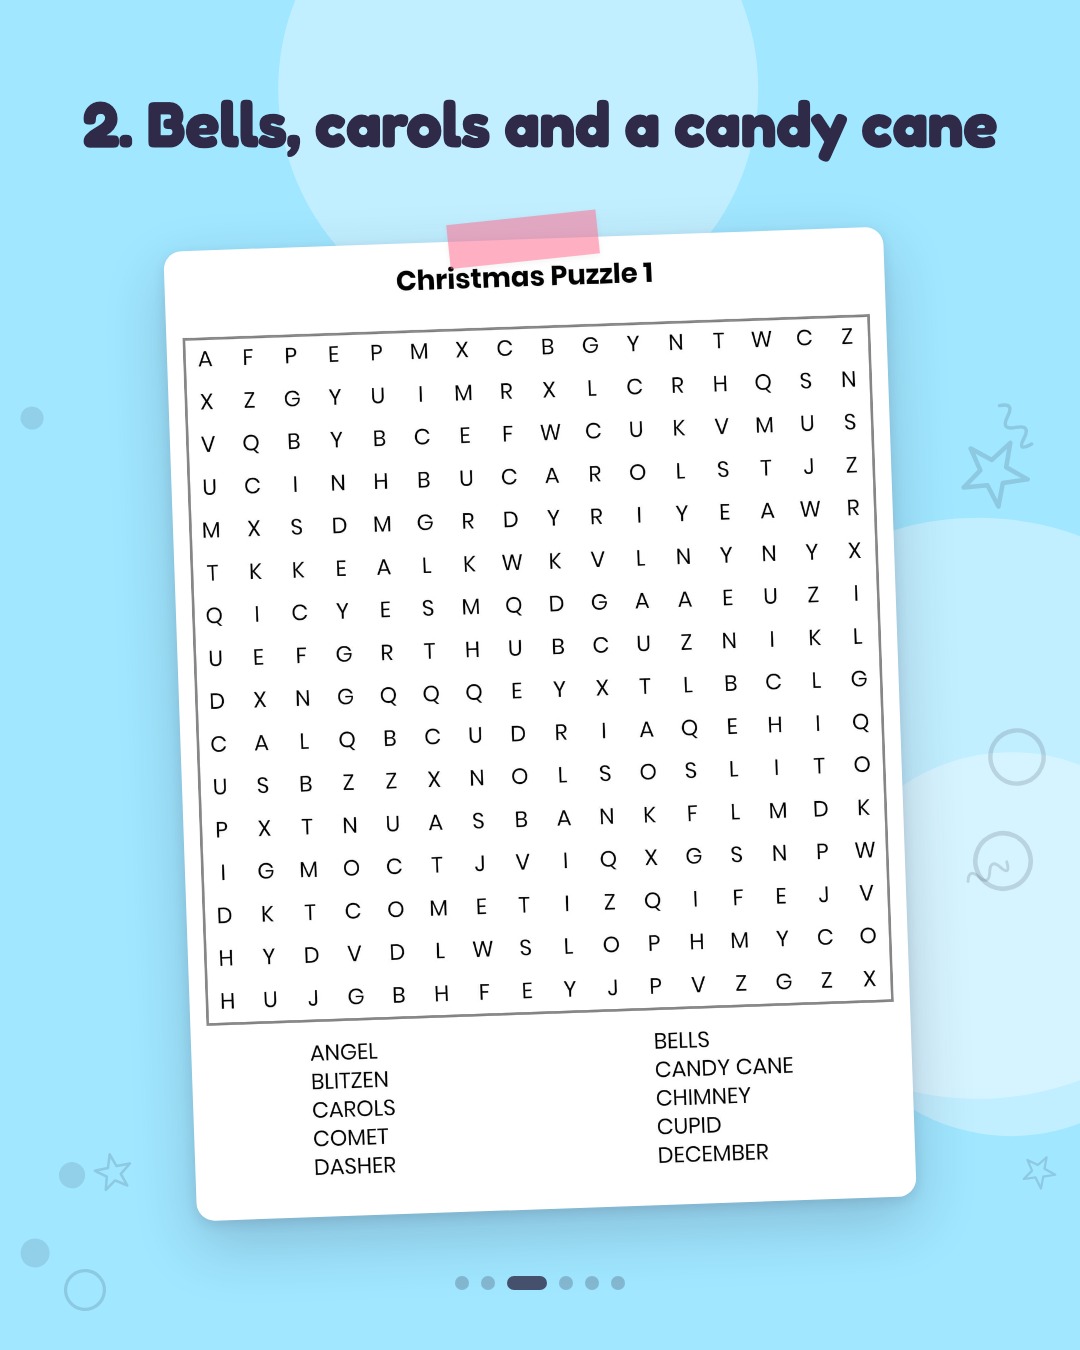 2. Bells, carols and a candy cane
Christmas Puzzle 1
A F P E P M X C B G Y N T W C Z
X Z G Y U I M R X L C R H Q S N
V Q B Y B C E F W C U K V M U S
U C I N H B U C A R O L S T J Z
M X S D M G R D Y R I Y E A W R
T K K E A L K W K V L N Y N Y X
Q I C Y E S M Q D G A A E U Z I
U E F G R T H U B C U Z N I K L
D X N G Q Q Q E Y X T L B C L G
C A L Q B C U D R I A Q E H I Q
U S B Z Z X N O L S O S L I T O
P X T N U A S B A N K F L M D K
I G M O C T J V I Q X G S N P W
D K T C O M E T I Z Q I F E J V
H Y D V D L W S L O P H M Y C O
H U J G B H F E Y J P V Z G Z X
ANGEL
BLITZEN
CAROLS
COMET
DASHER
BELLS
CANDY CANE
CHIMNEY
CUPID
DECEMBER